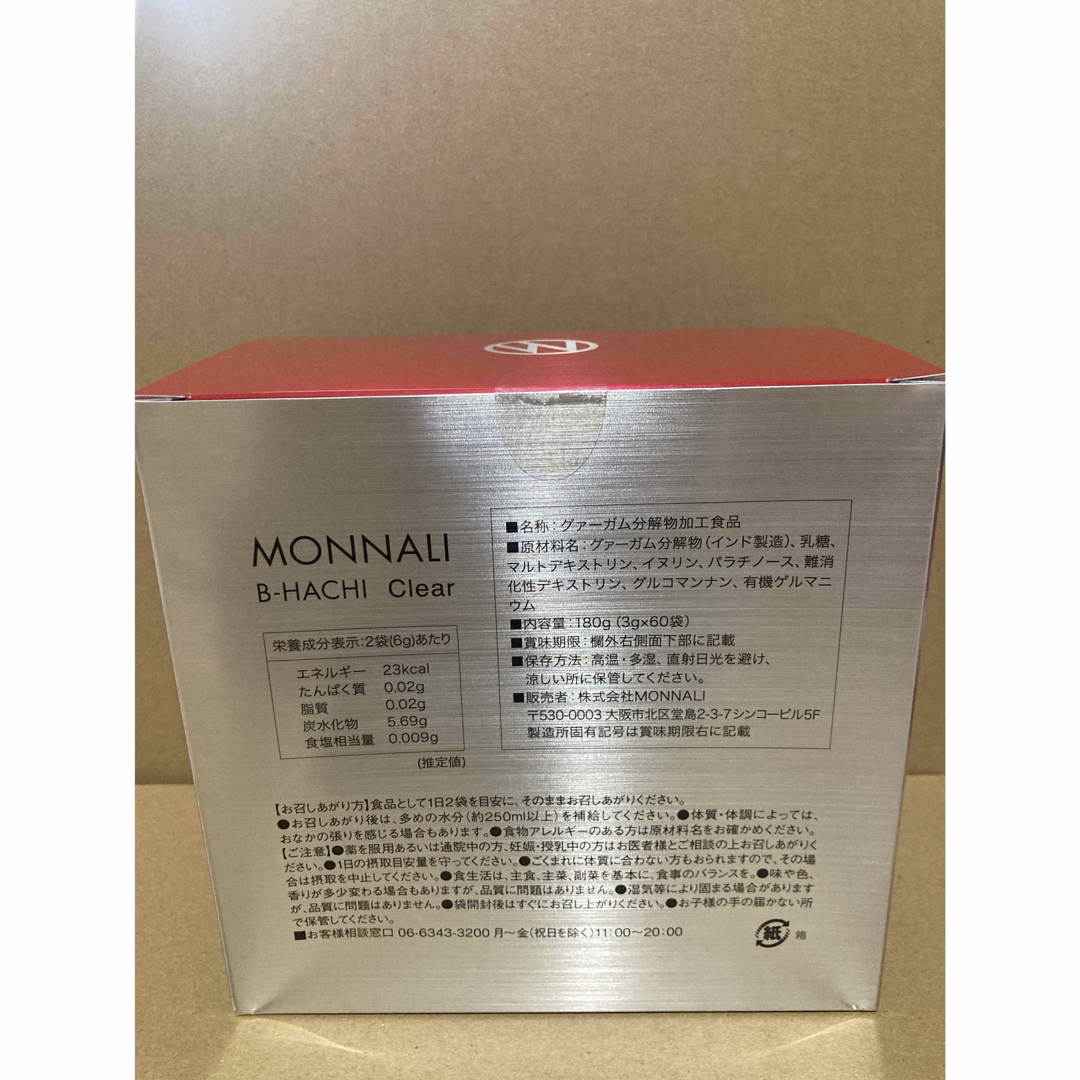 MONNALI
B-HACHI Clear
栄養成分表示:2袋(6g)あたり
エネルギー 23kcal
たんぱく質 0.02g
脂質 0.02g
炭水化物 5.69g
食塩相当量 0.009g
(推定値)
■名称:グァーガム分解物加工食品
■原材料名:グァーガム分解物(インド製造)、乳糖、
マルトデキストリン、イヌリン、パラチノース、難消
化性デキストリン、グルコマンナン、有機ゲルマニ
ウム
■内容量:180g(3g×60袋)
■賞味期限:欄外右側面下部に記載
■保存方法:高温・多湿、直射日光を避け、
涼しい所に保管してください。
■販売者:株式会社MONNALI
〒530-0003 大阪市北区堂島2-3-7シンコービル5F
製造所固有記号は賞味期限右に記載
【お召しあがり方】食品として1日2袋を目安に、そのままお召しあがりください。
●お召しあがり後は、多めの水分(約250ml以上)を補給してください。●体質・体調によっては、
おなかの張りを感じる場合もあります。●食物アレルギーのある方は原材料名をお確かめください。
【ご注意】●薬を服用あるいは通院中の方、妊娠・授乳中の方はお医者様とご相談の上お召しあがりく
ださい。●1日の摂取目安量を守ってください。●ごくまれに体質に合わない方もおられますので、その場
合は摂取を中止してください。●食生活は、主食、主菜、副菜を基本に、食事のバランスを。●味や色、
香りが多少変わる場合もありますが、品質に問題はありません。●湿気等により固まる場合があります
が、品質に問題はありません。●袋開封後はすぐにお召し上がりください。●お子様の手の届かない所
で保管してください。
■お客様相談窓口 06-6343-3200 月〜金(祝日を除く)11:00〜20:00
紙 箱